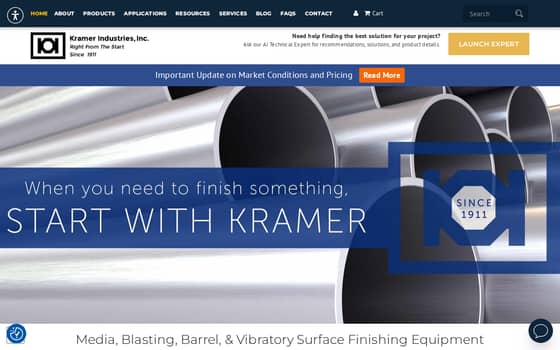 HOME ABOUT PRODUCTS APPLICATIONS RESOURCES SERVICES BLOG FAQS CONTACT Cart Search
Kramer Industries, Inc.
Right From The Start
Since 1911
Need help finding the best solution for your project?
Ask our AI Technical Expert for recommendations, solutions, and product details.
LAUNCH EXPERT
Important Update on Market Conditions and Pricing Read More
When you need to finish something,
START WITH KRAMER
SINCE
1911
Media, Blasting, Barrel, & Vibratory Surface Finishing Equipment